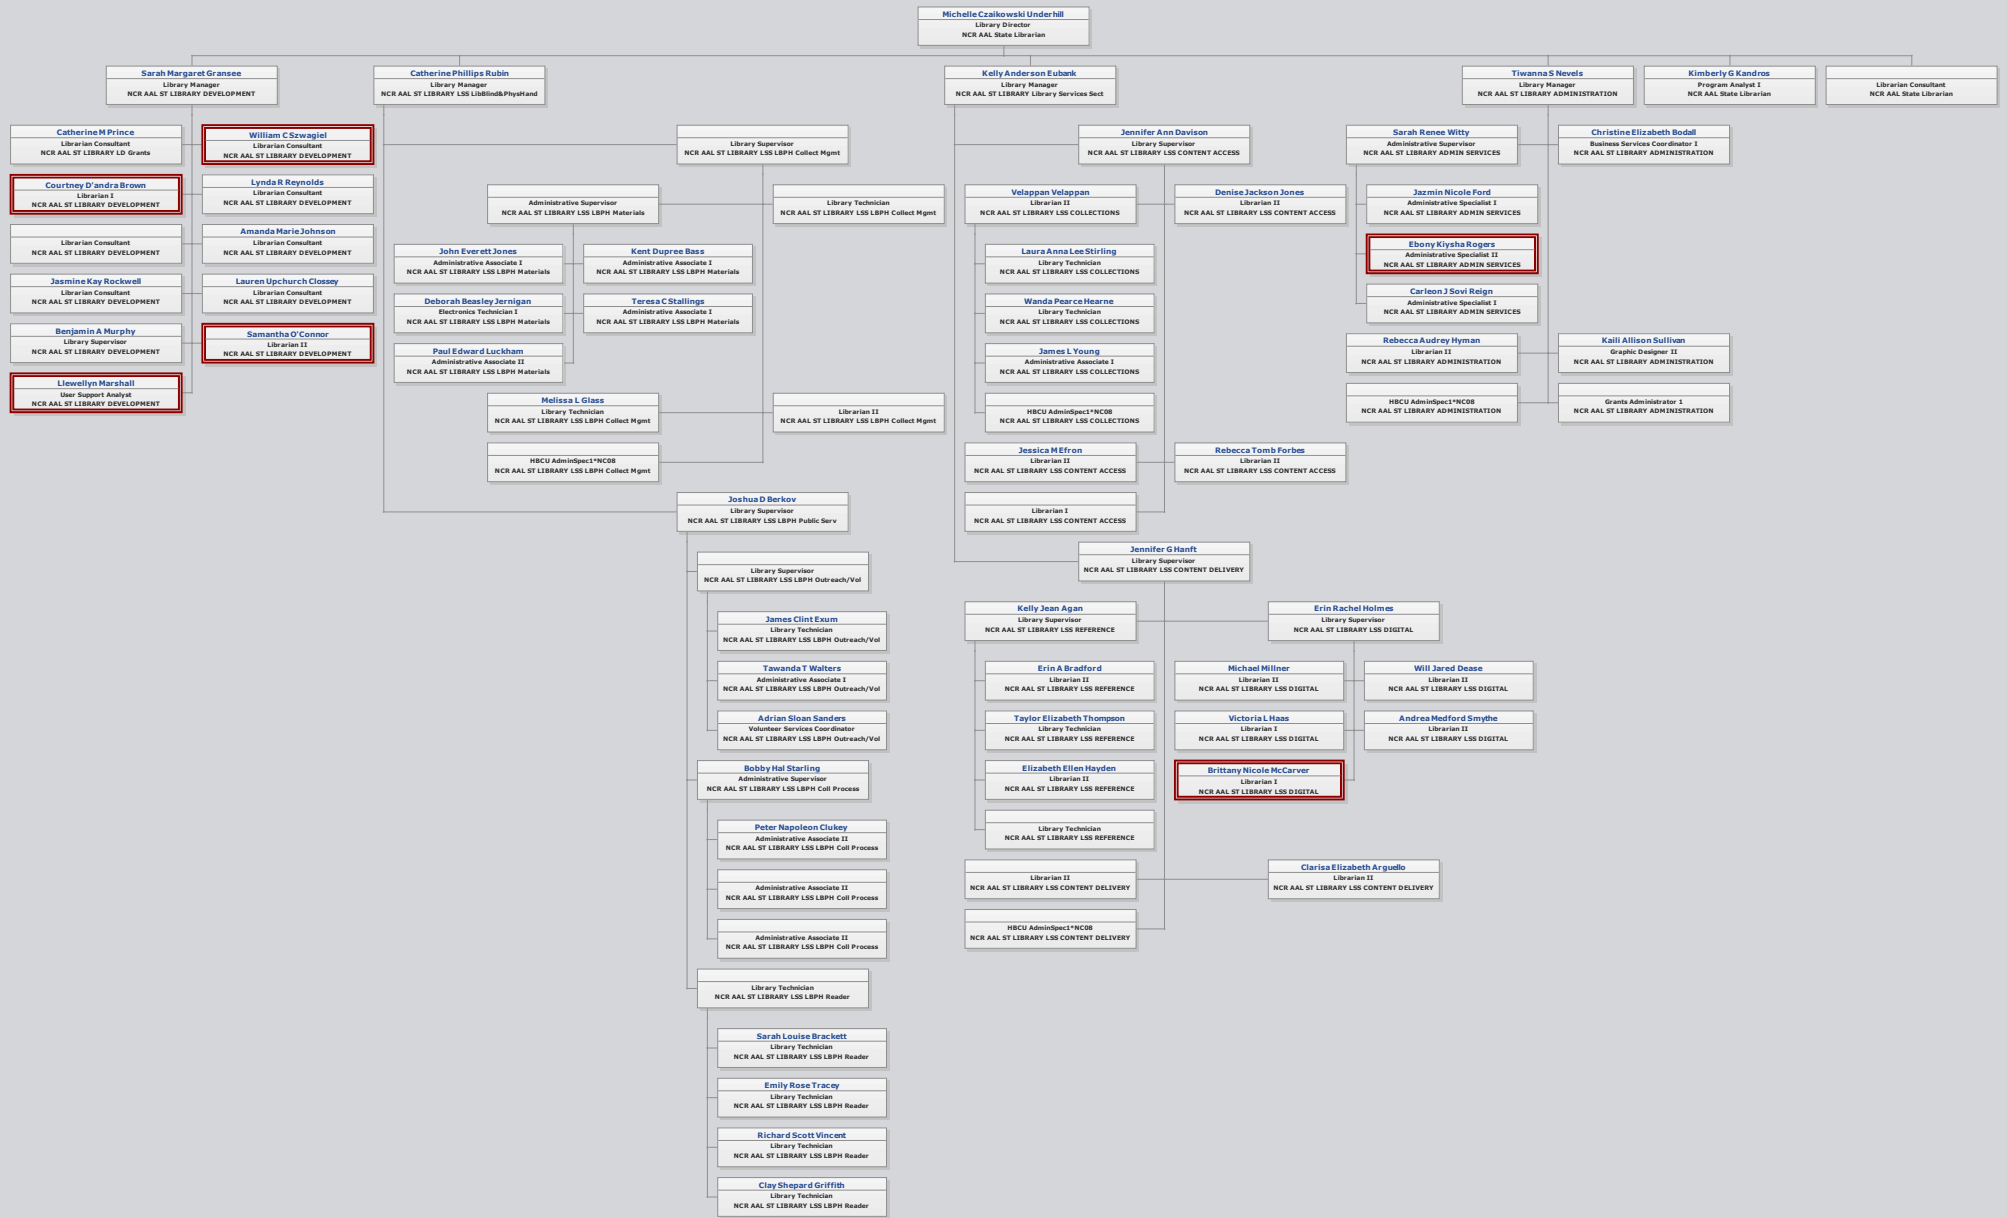 Michelle Czaikowski Underhill
Library Director
NCR AAL State Librarian
Sarah Margaret Gransee
Library Manager
NCR AAL ST LIBRARY DEVELOPMENT
Catherine Phillips Rubin
Library Manager
NCR AAL ST LIBRARY LSS LibBlind&PhysHand
Kelly Anderson Eubank
Library Manager
NCR AAL ST LIBRARY Library Services Sect
Tiwanna S Nevels
Library Manager
NCR AAL ST LIBRARY ADMINISTRATION
Kimberly G Kandros
Program Analyst I
NCR AAL State Librarian
Librarian Consultant
NCR AAL State Librarian
Catherine M Prince
Librarian Consultant
NCR AAL ST LIBRARY LD Grants
William C Szwagiel
Librarian Consultant
NCR AAL ST LIBRARY DEVELOPMENT
Courtney D'andra Brown
Librarian I
NCR AAL ST LIBRARY DEVELOPMENT
Lynda R Reynolds
Librarian Consultant
NCR AAL ST LIBRARY DEVELOPMENT
Librarian Consultant
NCR AAL ST LIBRARY DEVELOPMENT
Amanda Marie Johnson
Librarian Consultant
NCR AAL ST LIBRARY DEVELOPMENT
Jasmine Kay Rockwell
Librarian Consultant
NCR AAL ST LIBRARY DEVELOPMENT
Lauren Upchurch Clossey
Librarian Consultant
NCR AAL ST LIBRARY DEVELOPMENT
Benjamin A Murphy
Library Supervisor
NCR AAL ST LIBRARY DEVELOPMENT
Samantha O'Connor
Librarian II
NCR AAL ST LIBRARY DEVELOPMENT
Llewellyn Marshall
User Support Analyst
NCR AAL ST LIBRARY DEVELOPMENT
Library Supervisor
NCR AAL ST LIBRARY LSS LBPH Collect Mgmt
Administrative Supervisor
NCR AAL ST LIBRARY LSS LBPH Materials
Library Technician
NCR AAL ST LIBRARY LSS LBPH Collect Mgmt
John Everett Jones
Administrative Associate I
NCR AAL ST LIBRARY LSS LBPH Materials
Kent Dupree Bass
Administrative Associate I
NCR AAL ST LIBRARY LSS LBPH Materials
Deborah Beasley Jernigan
Electronics Technician I
NCR AAL ST LIBRARY LSS LBPH Materials
Teresa C Stallings
Administrative Associate I
NCR AAL ST LIBRARY LSS LBPH Materials
Paul Edward Luckham
Administrative Associate II
NCR AAL ST LIBRARY LSS LBPH Materials
Melissa L Glass
Library Technician
NCR AAL ST LIBRARY LSS LBPH Collect Mgmt
Librarian II
NCR AAL ST LIBRARY LSS LBPH Collect Mgmt
HBCU AdminSpec1*NC08
NCR AAL ST LIBRARY LSS LBPH Collect Mgmt
Joshua D Berkov
Library Supervisor
NCR AAL ST LIBRARY LSS LBPH Public Serv
Library Supervisor
NCR AAL ST LIBRARY LSS LBPH Outreach/Vol
James Clint Exum
Library Technician
NCR AAL ST LIBRARY LSS LBPH Outreach/Vol
Tawanda T Walters
Administrative Associate I
NCR AAL ST LIBRARY LSS LBPH Outreach/Vol
Adrian Sloan Sanders
Volunteer Services Coordinator
NCR AAL ST LIBRARY LSS LBPH Outreach/Vol
Bobby Hal Starling
Administrative Supervisor
NCR AAL ST LIBRARY LSS LBPH Coll Process
Peter Napoleon Clukey
Administrative Associate II
NCR AAL ST LIBRARY LSS LBPH Coll Process
Administrative Associate II
NCR AAL ST LIBRARY LSS LBPH Coll Process
Administrative Associate II
NCR AAL ST LIBRARY LSS LBPH Coll Process
Library Technician
NCR AAL ST LIBRARY LSS LBPH Reader
Sarah Louise Brackett
Library Technician
NCR AAL ST LIBRARY LSS LBPH Reader
Emily Rose Tracey
Library Technician
NCR AAL ST LIBRARY LSS LBPH Reader
Richard Scott Vincent
Library Technician
NCR AAL ST LIBRARY LSS LBPH Reader
Clay Shepard Griffith
Library Technician
NCR AAL ST LIBRARY LSS LBPH Reader
Jennifer Ann Davison
Library Supervisor
NCR AAL ST LIBRARY LSS CONTENT ACCESS
Velappan Velappan
Librarian II
NCR AAL ST LIBRARY LSS COLLECTIONS
Denise Jackson Jones
Librarian II
NCR AAL ST LIBRARY LSS CONTENT ACCESS
Laura Anna Lee Stirling
Library Technician
NCR AAL ST LIBRARY LSS COLLECTIONS
Wanda Pearce Hearne
Library Technician
NCR AAL ST LIBRARY LSS COLLECTIONS
James L Young
Administrative Associate I
NCR AAL ST LIBRARY LSS COLLECTIONS
HBCU AdminSpec1*NC08
NCR AAL ST LIBRARY LSS COLLECTIONS
Jessica M Efron
Librarian II
NCR AAL ST LIBRARY LSS CONTENT ACCESS
Rebecca Tomb Forbes
Librarian II
NCR AAL ST LIBRARY LSS CONTENT ACCESS
Librarian I
NCR AAL ST LIBRARY LSS CONTENT ACCESS
Jennifer G Hanft
Library Supervisor
NCR AAL ST LIBRARY LSS CONTENT DELIVERY
Kelly Jean Agan
Library Supervisor
NCR AAL ST LIBRARY LSS REFERENCE
Erin Rachel Holmes
Library Supervisor
NCR AAL ST LIBRARY LSS DIGITAL
Erin A Bradford
Librarian II
NCR AAL ST LIBRARY LSS REFERENCE
Taylor Elizabeth Thompson
Library Technician
NCR AAL ST LIBRARY LSS REFERENCE
Elizabeth Ellen Hayden
Librarian II
NCR AAL ST LIBRARY LSS REFERENCE
Library Technician
NCR AAL ST LIBRARY LSS REFERENCE
Michael Millner
Librarian II
NCR AAL ST LIBRARY LSS DIGITAL
Will Jared Dease
Librarian II
NCR AAL ST LIBRARY LSS DIGITAL
Victoria L Haas
Librarian I
NCR AAL ST LIBRARY LSS DIGITAL
Andrea Medford Smythe
Librarian II
NCR AAL ST LIBRARY LSS DIGITAL
Brittany Nicole McCarver
Librarian I
NCR AAL ST LIBRARY LSS DIGITAL
Librarian II
NCR AAL ST LIBRARY LSS CONTENT DELIVERY
Clarisa Elizabeth Arguello
Librarian II
NCR AAL ST LIBRARY LSS CONTENT DELIVERY
HBCU AdminSpec1*NC08
NCR AAL ST LIBRARY LSS CONTENT DELIVERY
Sarah Renee Witty
Administrative Supervisor
NCR AAL ST LIBRARY ADMIN SERVICES
Christine Elizabeth Bodall
Business Services Coordinator I
NCR AAL ST LIBRARY ADMINISTRATION
Jazmin Nicole Ford
Administrative Specialist I
NCR AAL ST LIBRARY ADMIN SERVICES
Ebony Kiysha Rogers
Administrative Specialist II
NCR AAL ST LIBRARY ADMIN SERVICES
Carleon J Sovi Reign
Administrative Specialist I
NCR AAL ST LIBRARY ADMIN SERVICES
Rebecca Audrey Hyman
Librarian II
NCR AAL ST LIBRARY ADMINISTRATION
Kaili Allison Sullivan
Graphic Designer II
NCR AAL ST LIBRARY ADMINISTRATION
HBCU AdminSpec1*NC08
NCR AAL ST LIBRARY ADMINISTRATION
Grants Administrator 1
NCR AAL ST LIBRARY ADMINISTRATION